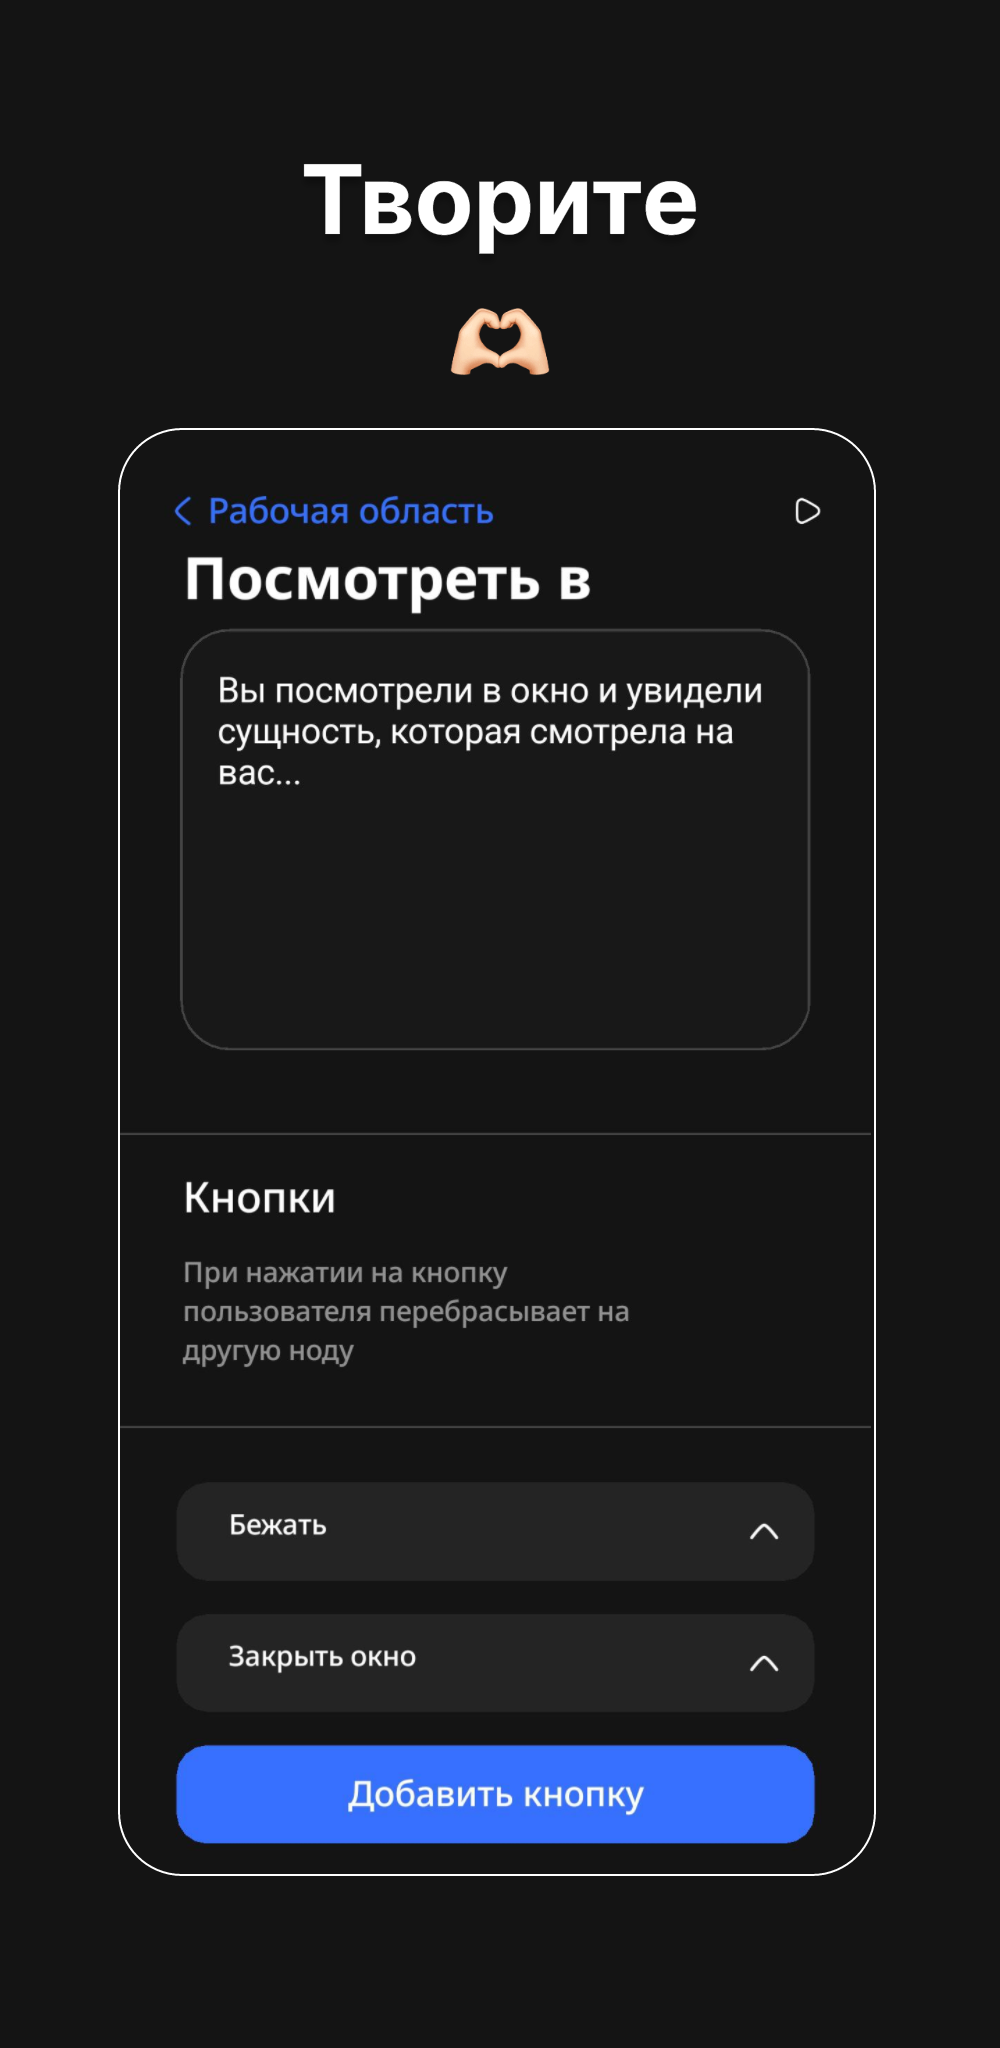 Творите
Рабочая область
Посмотреть в
Вы посмотрели в окно и увидели
сущность, которая смотрела на
вас...
Кнопки
При нажатии на кнопку
пользователя перебрасывает на
другую ноду
Бежать
Закрыть окно
Добавить кнопку